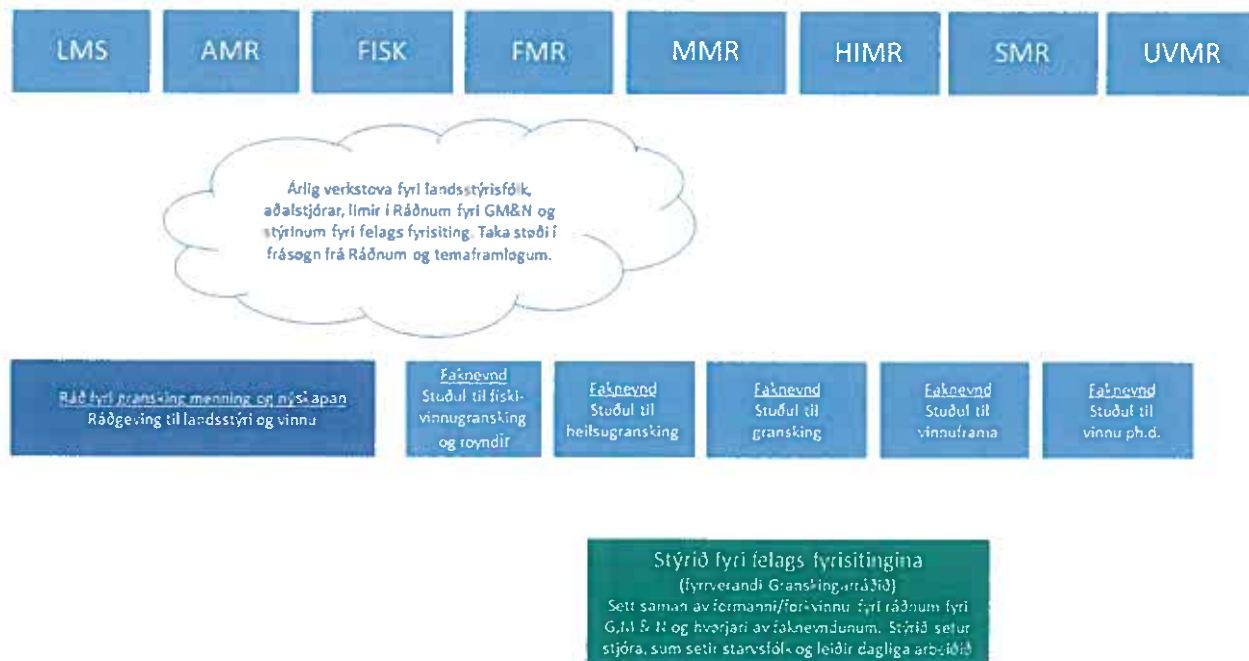 LMS
AMR
FISK
FMR
MMR
HIMR
SMR
UVMR
Árlig verkstova fyri landsstýrisfólk,
aðalstjórar, limir í Ráðnum fyri GM&N og
stýrinum fyri felags fyrisiting. Taka støði í
frásøgn frá Ráðnum og temaframløgum.
Ráð fyri gransking menning og nýskapan
Ráðgeving til landsstýri og vinnu
Faknevnd
Stuðul til fiski-
vinnugransking
og royndir
Faknevnd
Stuðul til
heilsugransking
Faknevnd
Stuðul til
gransking
Faknevnd
Stuðul til
vinnuframa
Faknevnd
Stuðul til
vinnu ph.d.
Stýrið fyri felags fyrisitingina
(fyrrverandi Granskingarráðið)
Sett saman av formanni/forkvinnu fyri ráðnum fyri
G,M & N og hvørjari av faknevndunum. Stýrið setur
stjóra, sum setir starvsfólk og leiðir dagliga arbeiðið